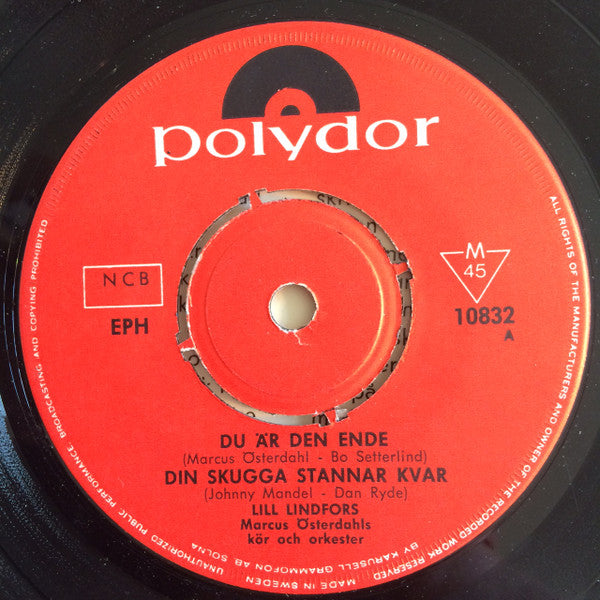 polydor
NCB
EPH
M
45
10832
A
DU ÄR DEN ENDE
(Marcus Österdahl - Bo Setterlind)
DIN SKUGGA STANNAR KVAR
(Johnny Mandel - Dan Ryde)
LILL LINDFORS
Marcus Österdahls
kör och orkester
ALL RIGHTS OF THE MANUFACTURERS AND OWNER OF THE RECORDED WORK RESERVED
UNAUTHORIZED PUBLIC PERFORMANCE BROADCASTING AND COPYING PROHIBITED
BY KARUSELL GRAMMOFON AB SOLNA
MADE IN SWEDEN